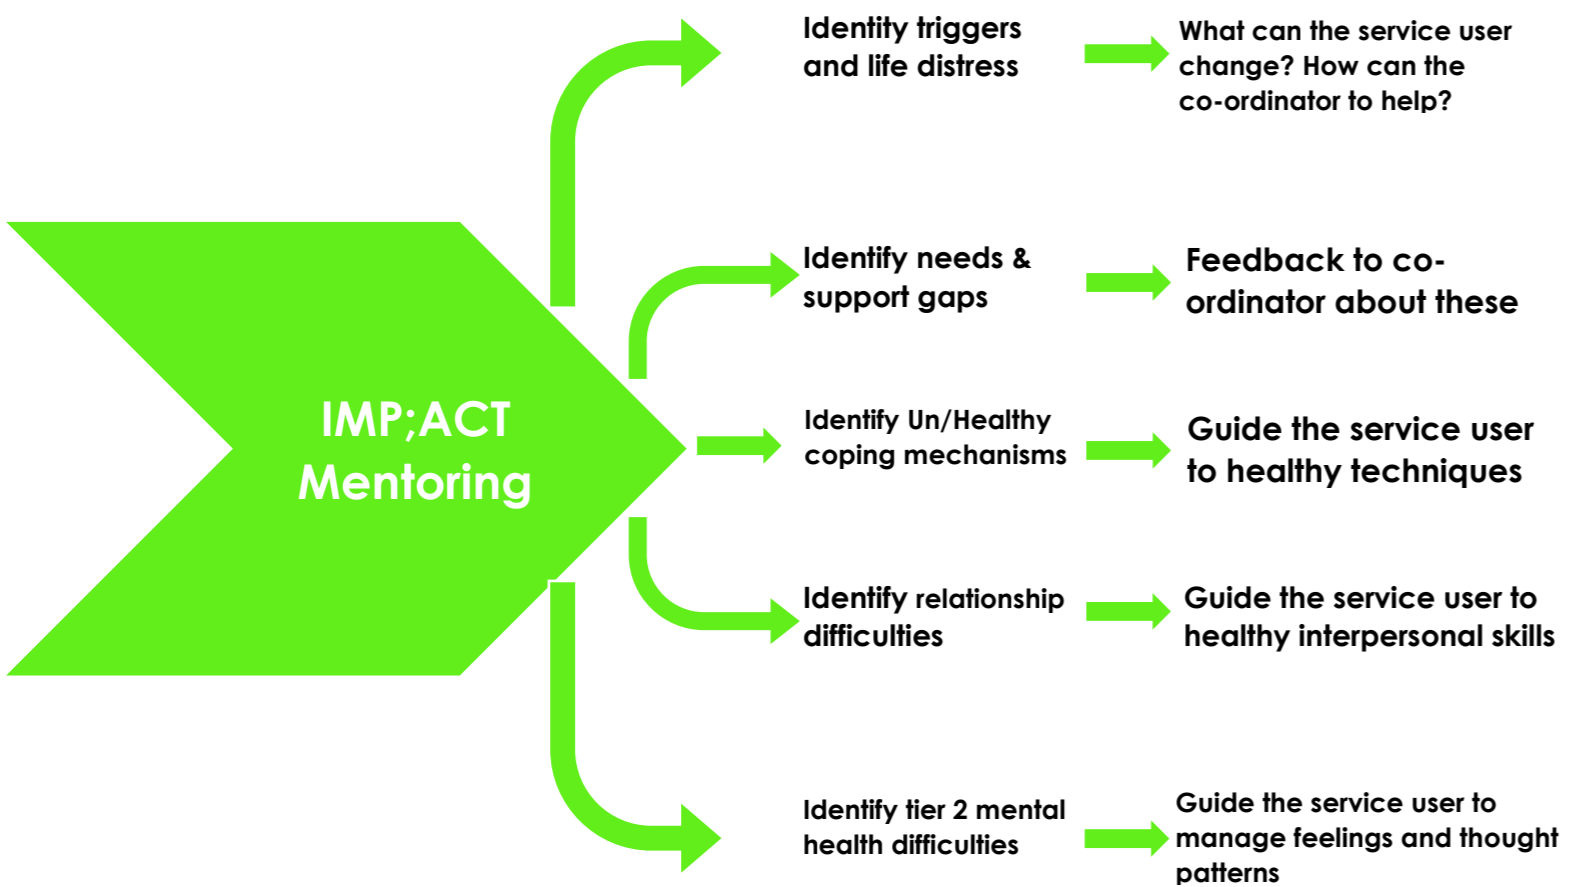 IMP;ACT
Mentoring
Identity triggers
and life distress
What can the service user
change? How can the
co-ordinator to help?
Identify needs &
support gaps
Feedback to co-
ordinator about these
Identify Un/Healthy
coping mechanisms
Guide the service user
to healthy techniques
Identify relationship
difficulties
Guide the service user to
healthy interpersonal skills
Identify tier 2 mental
health difficulties
Guide the service user to
manage feelings and thought
patterns